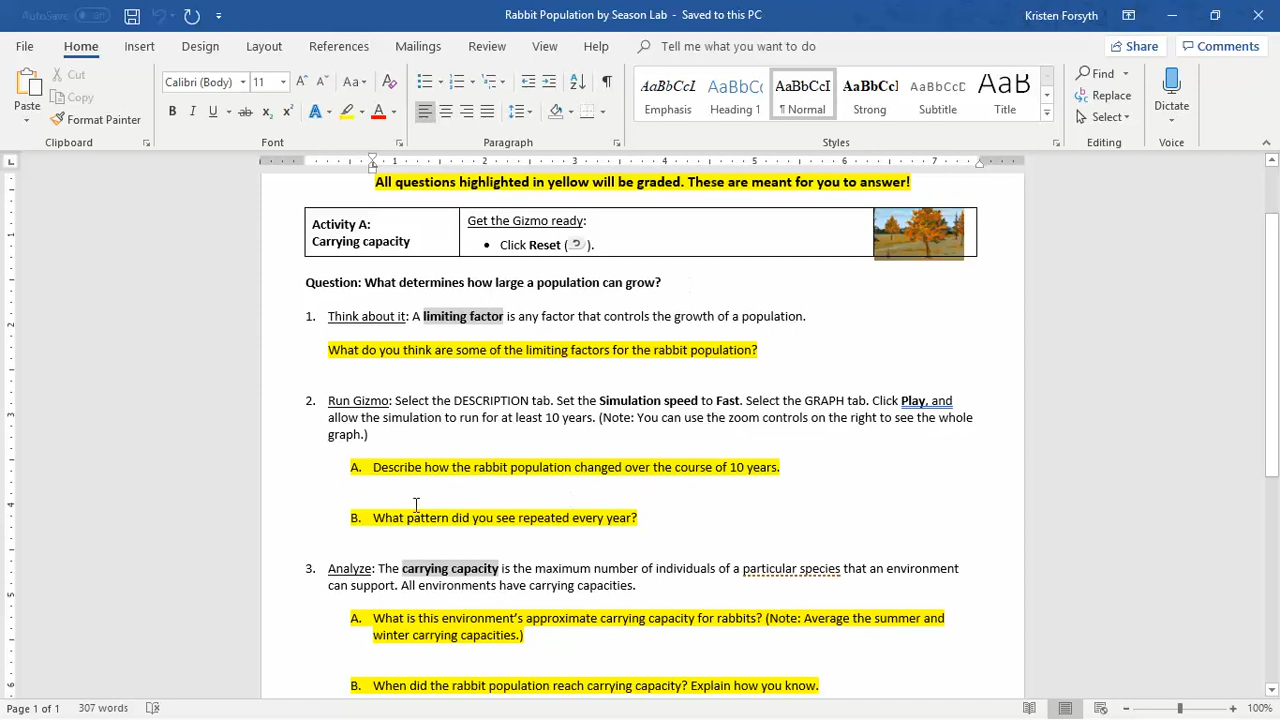 AutoSave Off
Rabbit Population by Season Lab - Saved to this PC
Kristen Forsyth
File Home Insert Design Layout References Mailings Review View Help Tell me what you want to do Share Comments
Paste Cut Copy Format Painter
Calibri (Body) 11
Aa
B I U ab x₂ x² A A
AaBbCcI AaBbCc AaBbCcI AaBbCcI AaBbCcD AaB
Emphasis Heading 1 ¶ Normal Strong Subtitle Title
Find Replace Select
Dictate
Clipboard Font Paragraph Styles Editing Voice
1 2 3 4 5 6 7
All questions highlighted in yellow will be graded. These are meant for you to answer!
Activity A:
Carrying capacity
Get the Gizmo ready:
• Click Reset ( ).
Question: What determines how large a population can grow?
1. Think about it: A limiting factor is any factor that controls the growth of a population.
What do you think are some of the limiting factors for the rabbit population?
2. Run Gizmo: Select the DESCRIPTION tab. Set the Simulation speed to Fast. Select the GRAPH tab. Click Play, and
allow the simulation to run for at least 10 years. (Note: You can use the zoom controls on the right to see the whole
graph.)
A. Describe how the rabbit population changed over the course of 10 years.
B. What pattern did you see repeated every year?
3. Analyze: The carrying capacity is the maximum number of individuals of a particular species that an environment
can support. All environments have carrying capacities.
A. What is this environment's approximate carrying capacity for rabbits? (Note: Average the summer and
winter carrying capacities.)
B. When did the rabbit population reach carrying capacity? Explain how you know.
Page 1 of 1 307 words 100%